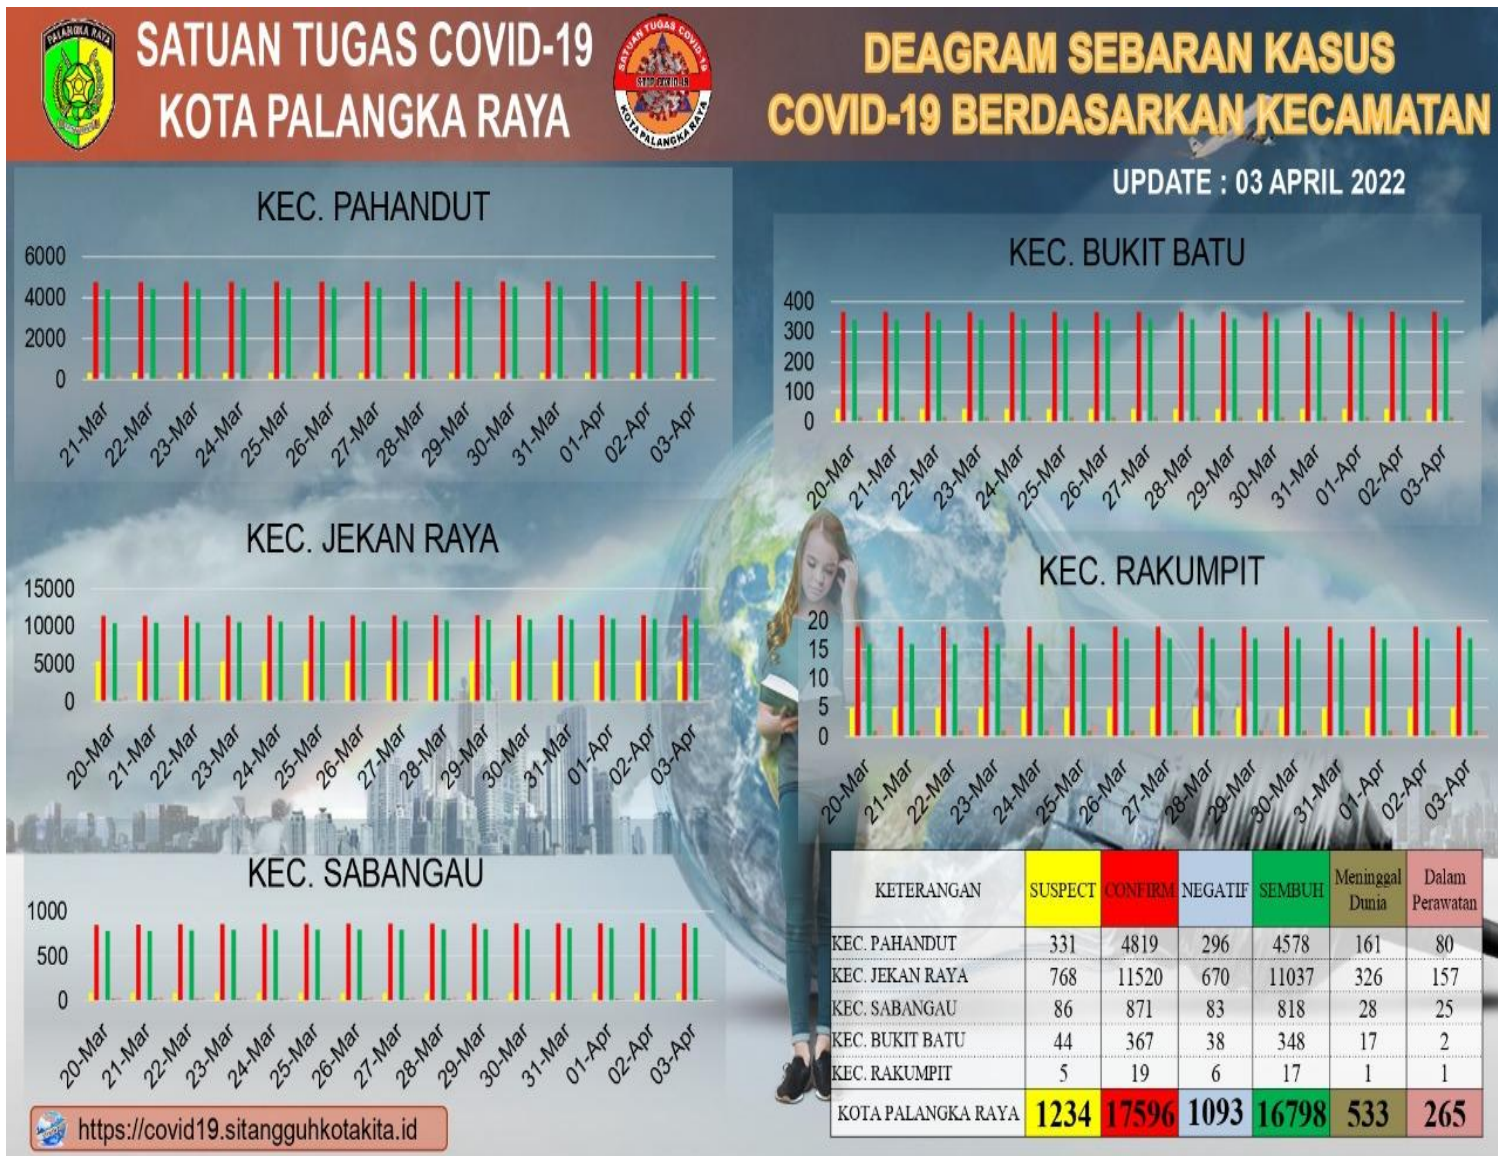 PALANGKA RAYA
SATUAN TUGAS COVID-19
KOTA PALANGKA RAYA
SATUAN TUGAS COVID-19
STOP COVID-19
KOTA PALANGKA RAYA
DEAGRAM SEBARAN KASUS
COVID-19 BERDASARKAN KECAMATAN
UPDATE : 03 APRIL 2022
KEC. PAHANDUT
6000
4000
2000
0
21-Mar 22-Mar 23-Mar 24-Mar 25-Mar 26-Mar 27-Mar 28-Mar 29-Mar 30-Mar 31-Mar 01-Apr 02-Apr 03-Apr
KEC. BUKIT BATU
400
300
200
100
0
20-Mar 21-Mar 22-Mar 23-Mar 24-Mar 25-Mar 26-Mar 27-Mar 28-Mar 29-Mar 30-Mar 31-Mar 01-Apr 02-Apr 03-Apr
KEC. JEKAN RAYA
15000
10000
5000
0
20-Mar 21-Mar 22-Mar 23-Mar 24-Mar 25-Mar 26-Mar 27-Mar 28-Mar 29-Mar 30-Mar 31-Mar 01-Apr 02-Apr 03-Apr
KEC. RAKUMPIT
20
15
10
5
0
20-Mar 21-Mar 22-Mar 23-Mar 24-Mar 25-Mar 26-Mar 27-Mar 28-Mar 29-Mar 30-Mar 31-Mar 01-Apr 02-Apr 03-Apr
KEC. SABANGAU
1000
500
0
20-Mar 21-Mar 22-Mar 23-Mar 24-Mar 25-Mar 26-Mar 27-Mar 28-Mar 29-Mar 30-Mar 31-Mar 01-Apr 02-Apr 03-Apr
KETERANGAN SUSPECT CONFIRM NEGATIF SEMBUH Meninggal Dunia Dalam Perawatan
KEC. PAHANDUT 331 4819 296 4578 161 80
KEC. JEKAN RAYA 768 11520 670 11037 326 157
KEC. SABANGAU 86 871 83 818 28 25
KEC. BUKIT BATU 44 367 38 348 17 2
KEC. RAKUMPIT 5 19 6 17 1 1
KOTA PALANGKA RAYA 1234 17596 1093 16798 533 265
https://covid19.sitangguhkotakita.id